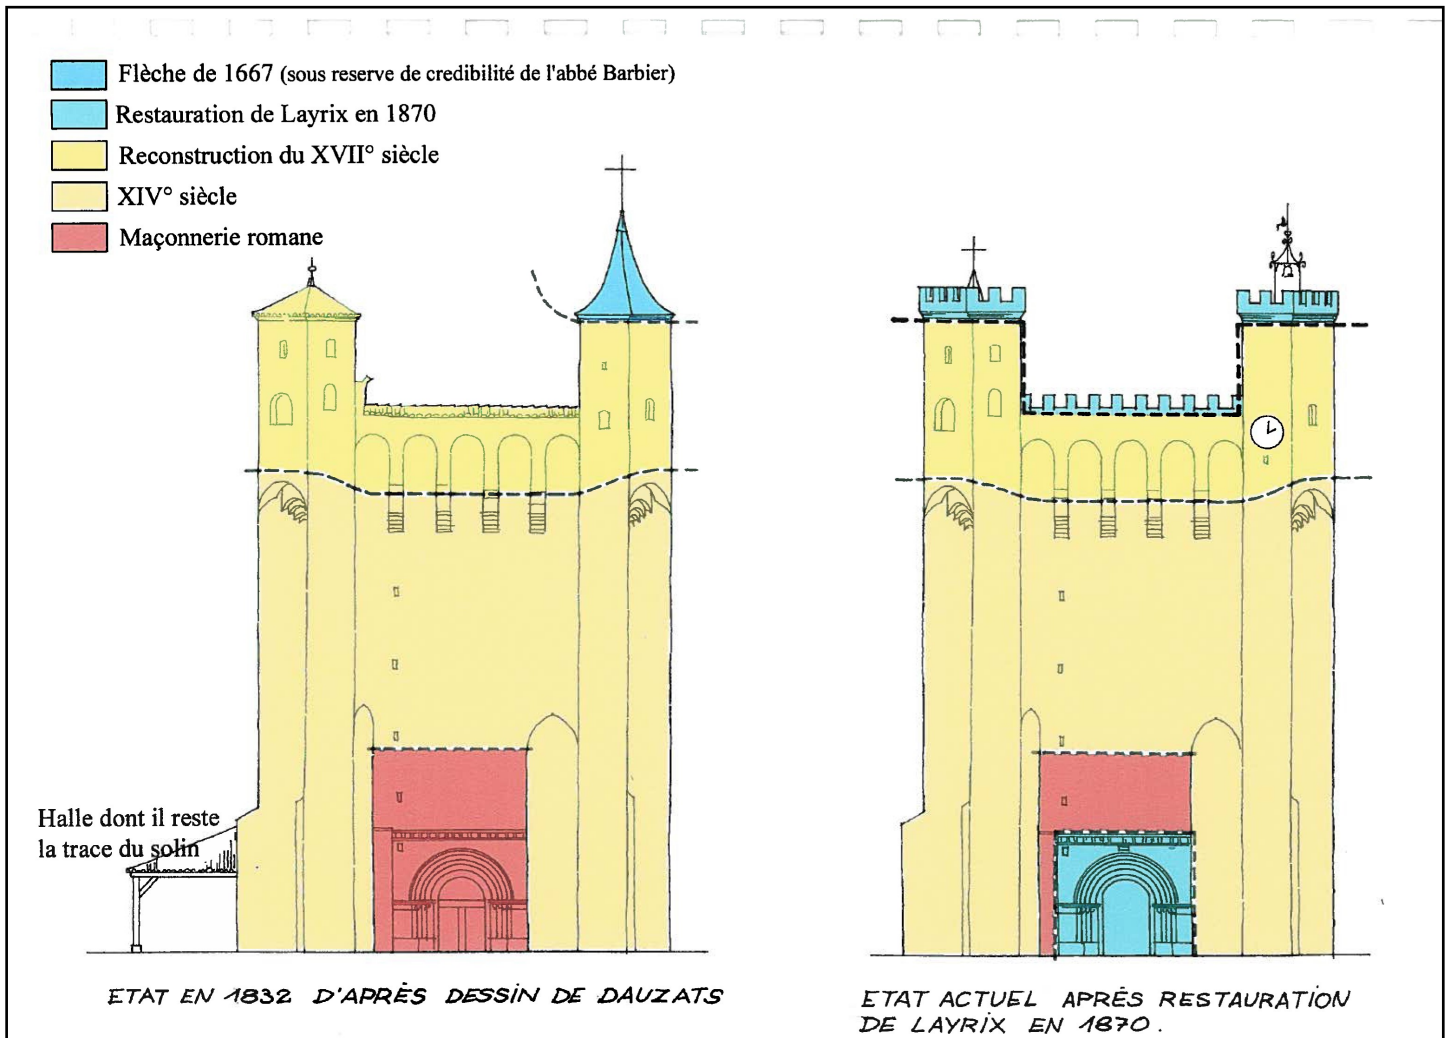 Flèche de 1667 (sous reserve de credibilité de l'abbé Barbier)
Restauration de Layrix en 1870
Reconstruction du XVII° siècle
XIV° siècle
Maçonnerie romane
Halle dont il reste
la trace du solin
ETAT EN 1832 D'APRÈS DESSIN DE DAUZATS
ETAT ACTUEL APRÈS RESTAURATION
DE LAYRIX EN 1870.